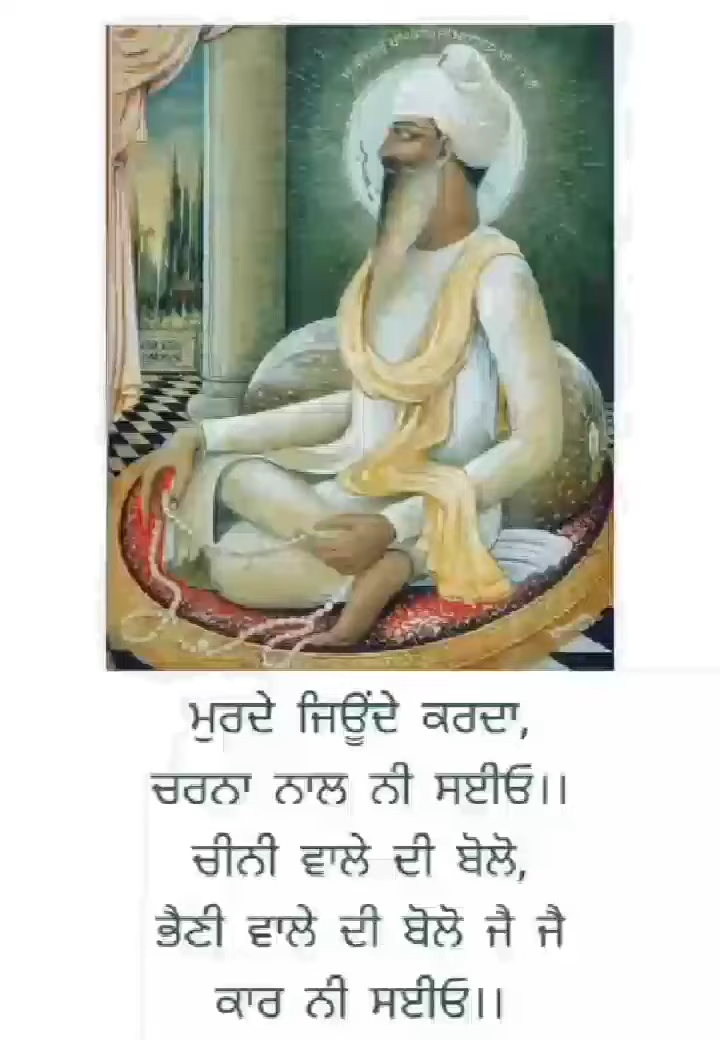 ਮੁਰਦੇ ਜਿਊਂਦੇ ਕਰਦਾ,
ਚਰਨਾ ਨਾਲ ਨੀ ਸਈਓ।।
ਚੀਨੀ ਵਾਲੇ ਦੀ ਬੋਲੋ,
ਭੈਣੀ ਵਾਲੇ ਦੀ ਬੋਲੋ ਜੈ ਜੈ
ਕਾਰ ਨੀ ਸਈਓ।।